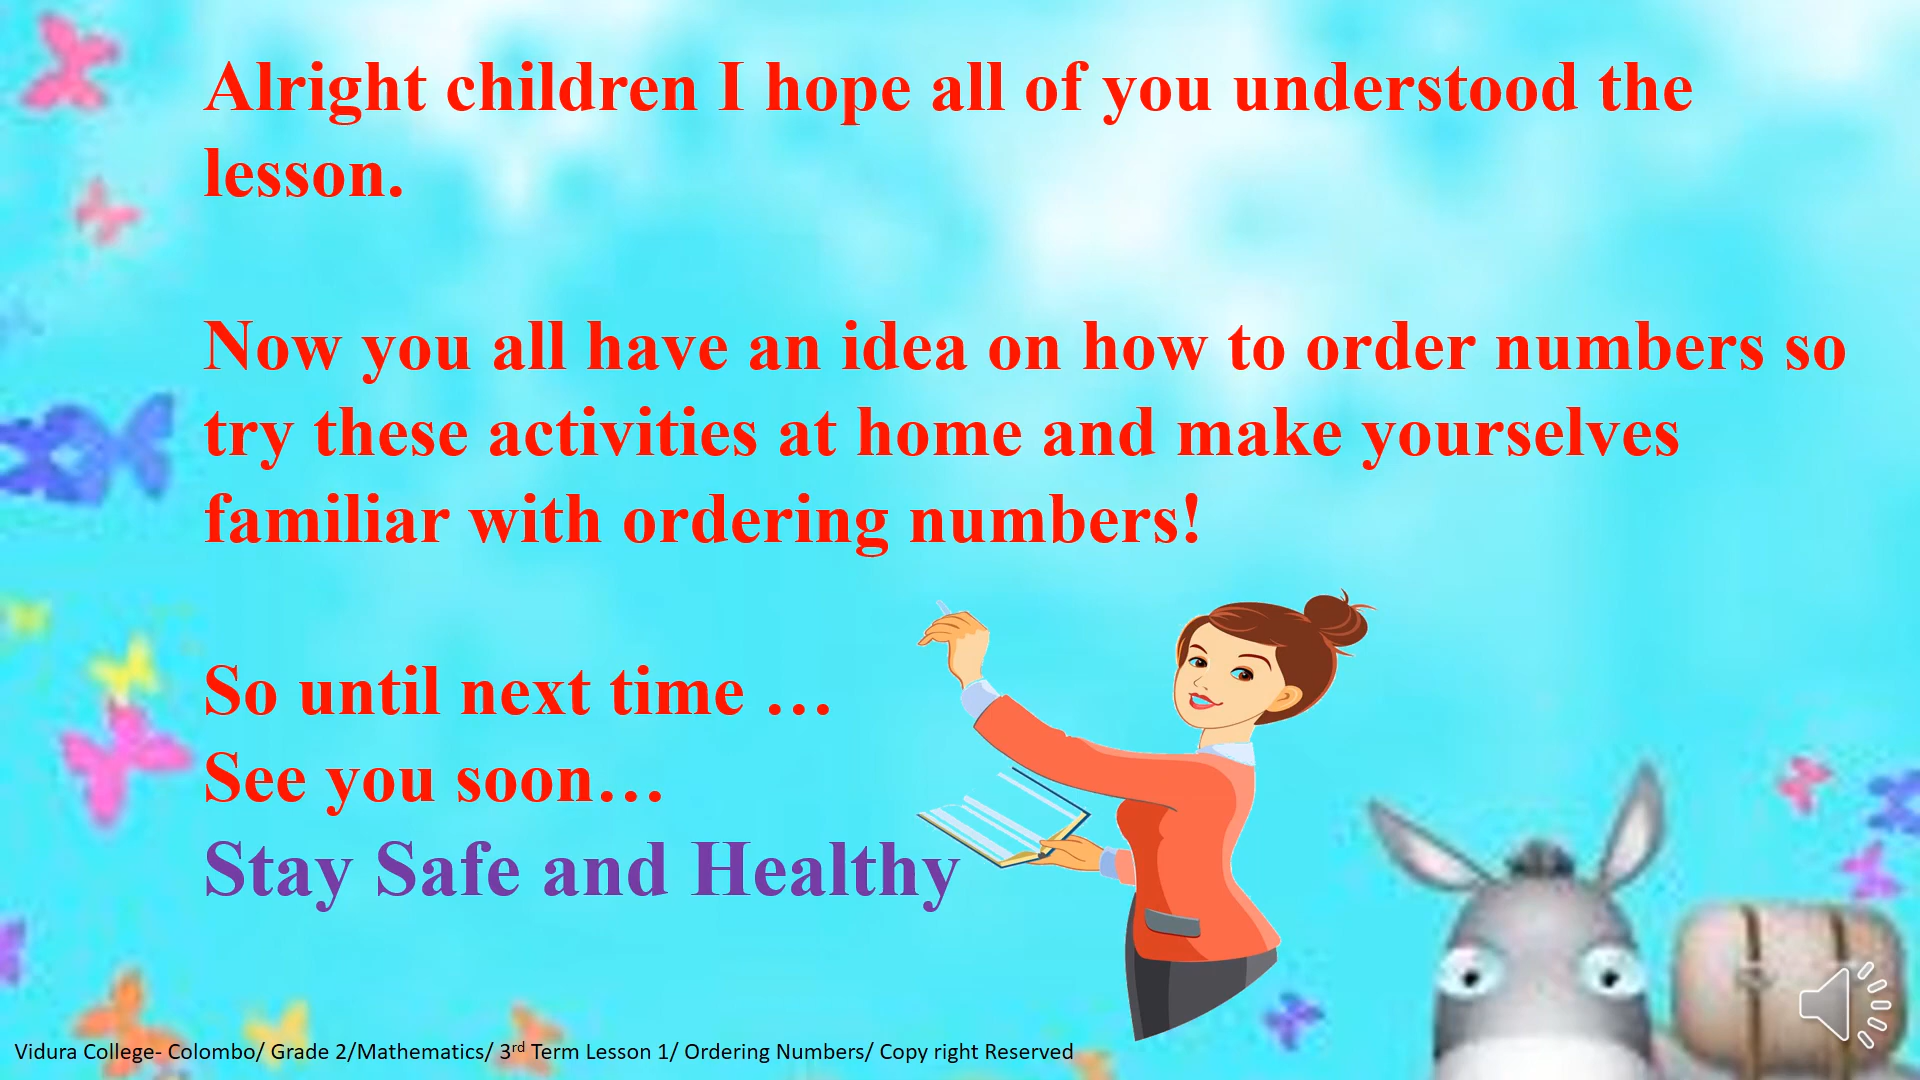 Alright children I hope all of you understood the
lesson.
Now you all have an idea on how to order numbers so
try these activities at home and make yourselves
familiar with ordering numbers!
So until next time …
See you soon…
Stay Safe and Healthy
Vidura College- Colombo/ Grade 2/Mathematics/ 3rd Term Lesson 1/ Ordering Numbers/ Copy right Reserved